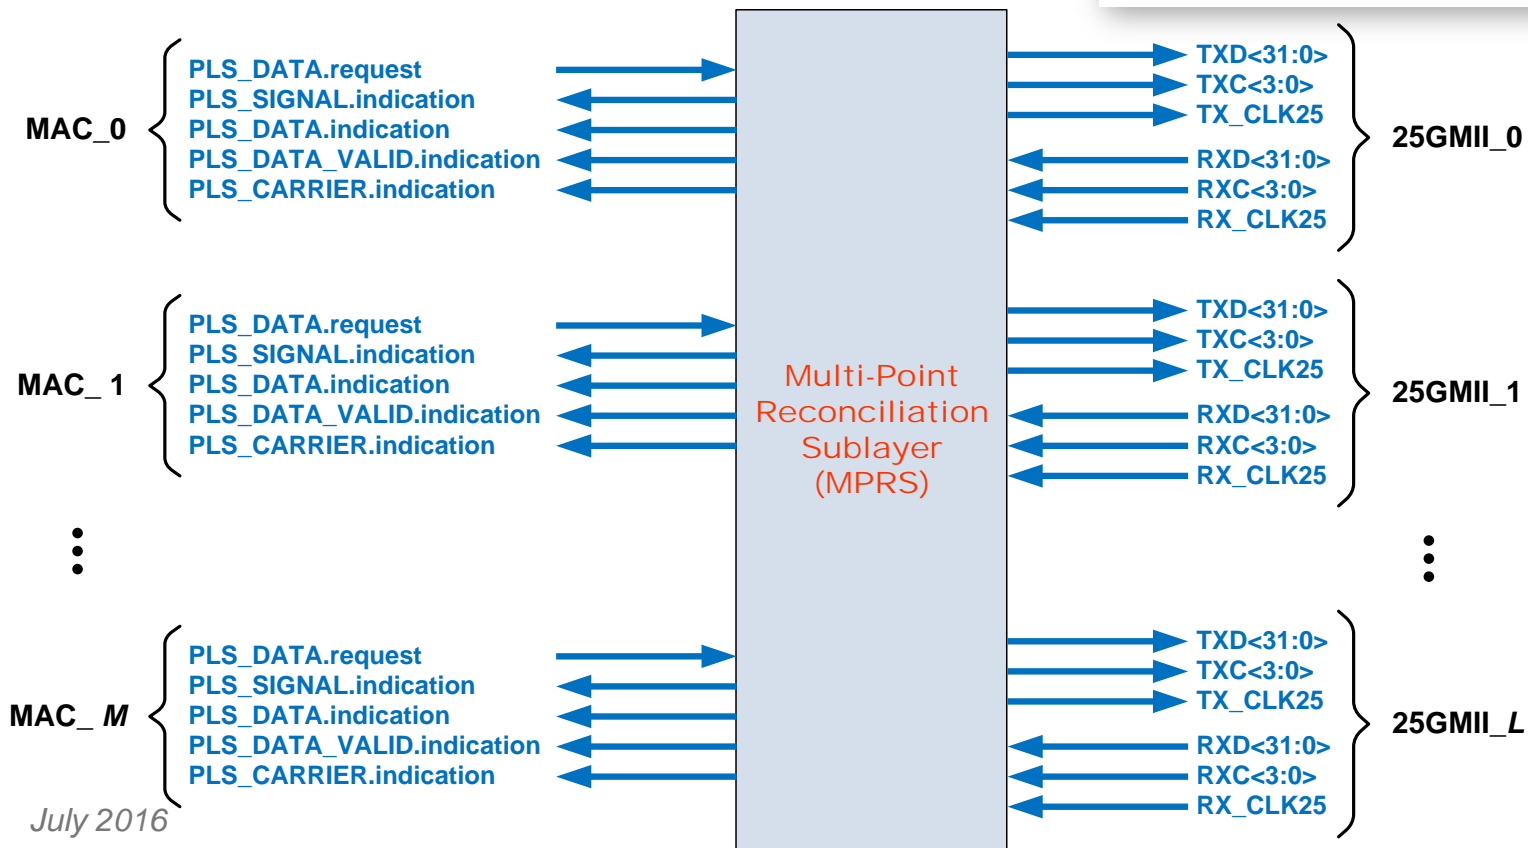 MAC_0
PLS_DATA.request
PLS_SIGNAL.indication
PLS_DATA.indication
PLS_DATA_VALID.indication
PLS_CARRIER.indication
TXD<31:0>
TXC<3:0>
TX_CLK25
RXD<31:0>
RXC<3:0>
RX_CLK25
25GMII_0
MAC_ 1
PLS_DATA.request
PLS_SIGNAL.indication
PLS_DATA.indication
PLS_DATA_VALID.indication
PLS_CARRIER.indication
Multi-Point
Reconciliation
Sublayer
(MPRS)
TXD<31:0>
TXC<3:0>
TX_CLK25
RXD<31:0>
RXC<3:0>
RX_CLK25
25GMII_1
MAC_ M
PLS_DATA.request
PLS_SIGNAL.indication
PLS_DATA.indication
PLS_DATA_VALID.indication
PLS_CARRIER.indication
TXD<31:0>
TXC<3:0>
TX_CLK25
RXD<31:0>
RXC<3:0>
RX_CLK25
25GMII_L
July 2016